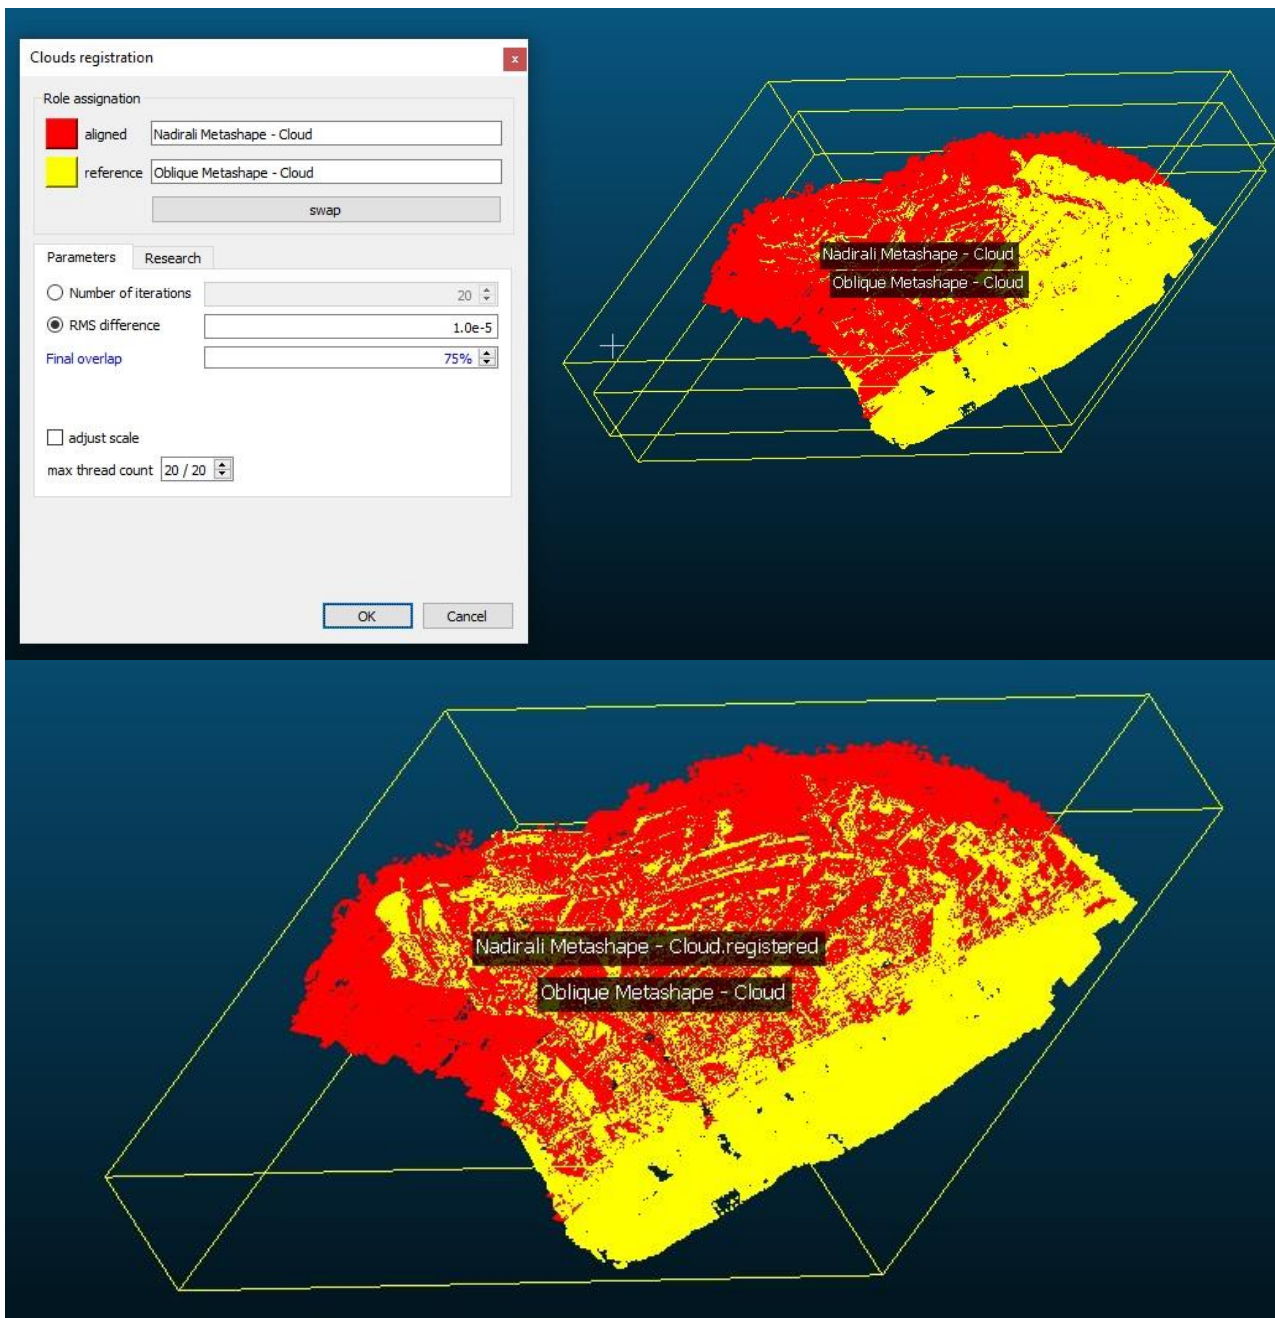 Clouds registration
x
Role assignation
aligned Nadirali Metashape - Cloud
reference Oblique Metashape - Cloud
swap
Parameters Research
Number of iterations 20
RMS difference 1.0e-5
Final overlap 75%
adjust scale
max thread count 20 / 20
OK Cancel
Nadirali Metashape - Cloud
Oblique Metashape - Cloud
Nadirali Metashape - Cloud.registered
Oblique Metashape - Cloud